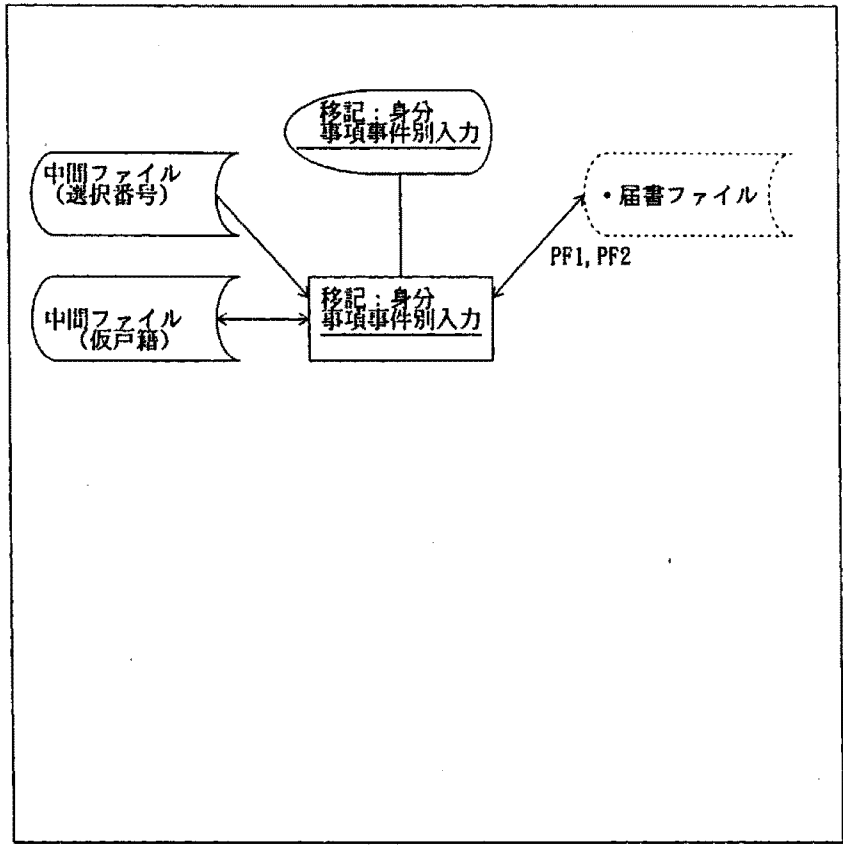 移記：身分
事項事件別入力
中間ファイル
（選択番号）
・届書ファイル
PF1, PF2
移記：身分
事項事件別入力
中間ファイル
（仮戸籍）